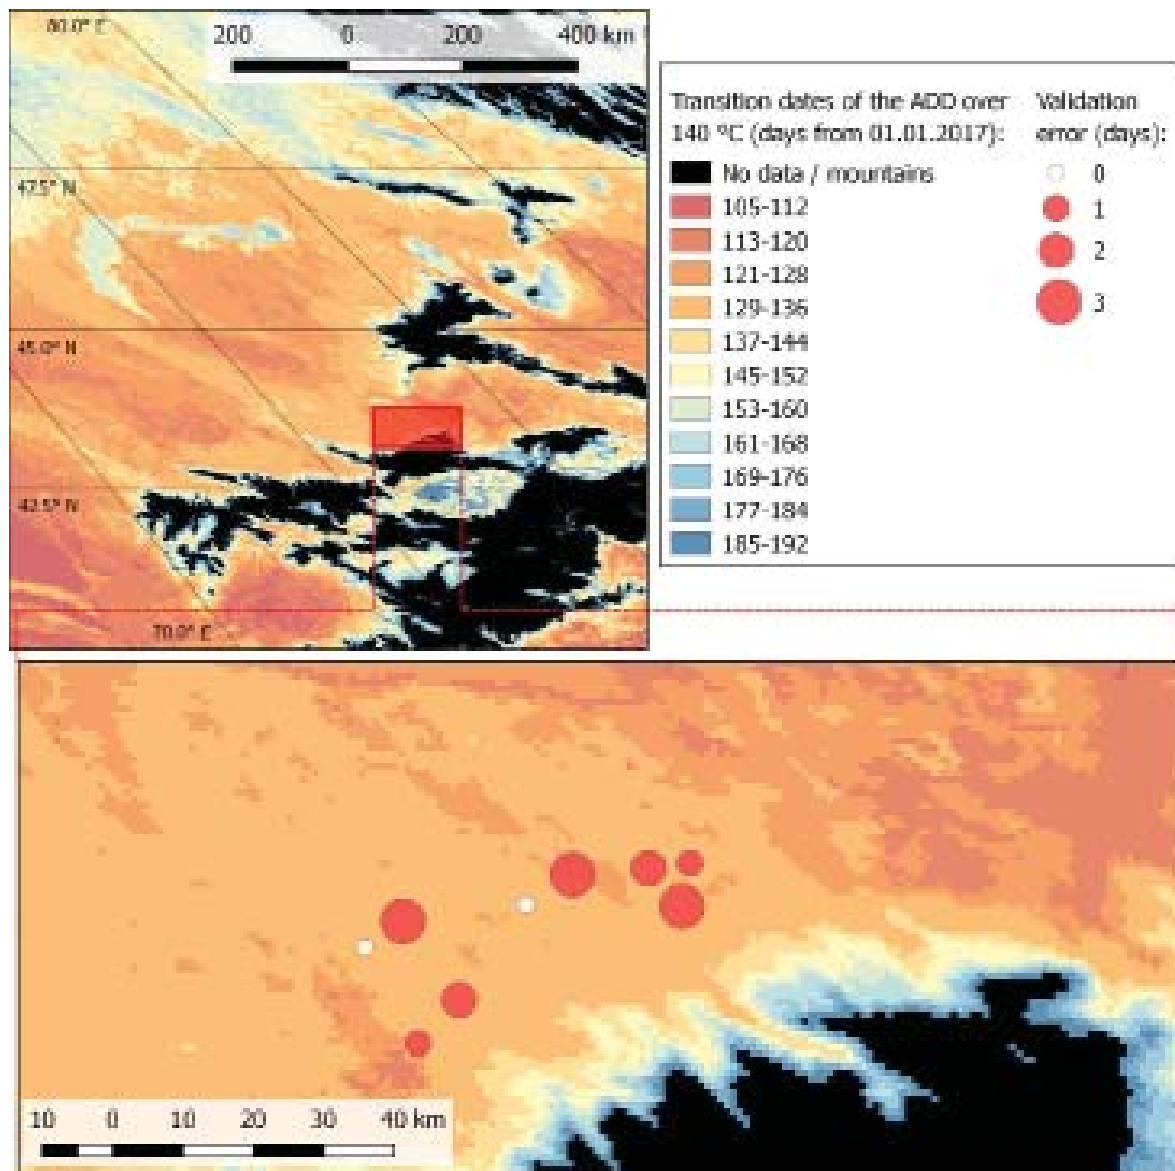 80.0° E
200 0 200 400 km
47.5° N
45.0° N
42.5° N
70.0° E
Transition dates of the ADD over
140 ºC (days from 01.01.2017):
No data / mountains
105-112
113-120
121-128
129-136
137-144
145-152
153-160
161-168
169-176
177-184
185-192
Validation
error (days):
0
1
2
3
10 0 10 20 30 40 km